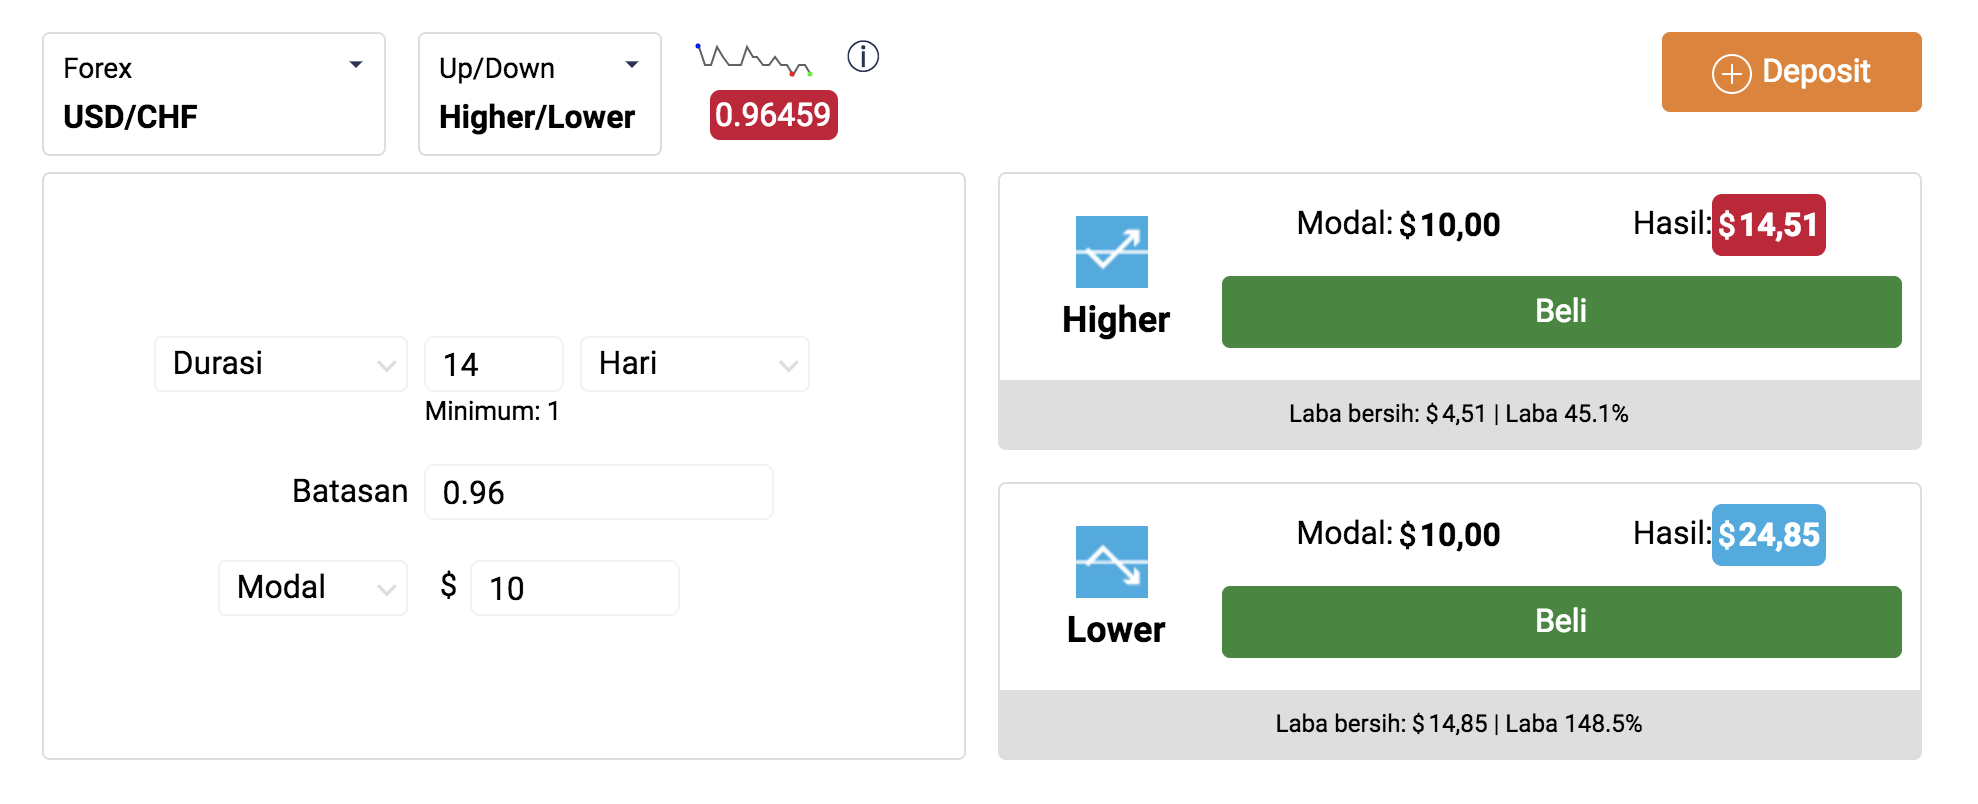 Forex
USD/CHF
Up/Down
Higher/Lower
0.96459
Deposit
Durasi 14 Hari
Minimum: 1
Batasan 0.96
Modal $ 10
Modal: $10,00 Hasil: $14,51
Higher
Beli
Laba bersih: $4,51 | Laba 45.1%
Modal: $10,00 Hasil: $24,85
Lower
Beli
Laba bersih: $14,85 | Laba 148.5%